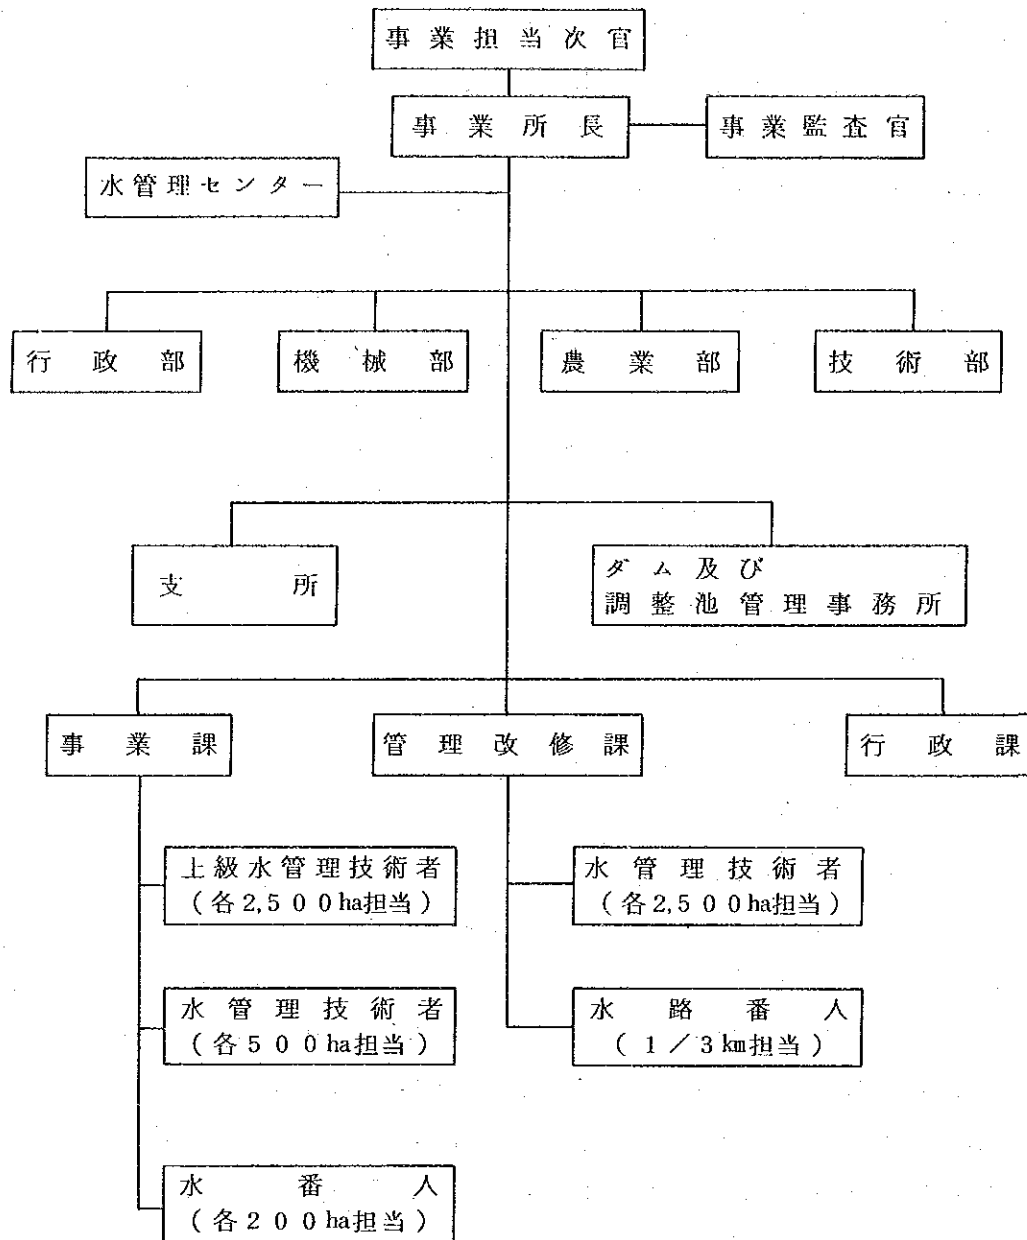 事業担当次官
事業所長
事業監査官
水管理センター
行政部
機械部
農業部
技術部
支所
ダム及び
調整池管理事務所
事業課
管理改修課
行政課
上級水管理技術者
(各2,500ha担当)
水管理技術者
(各2,500ha担当)
水管理技術者
(各500ha担当)
水路番人
(1/3km担当)
水番人
(各200ha担当)